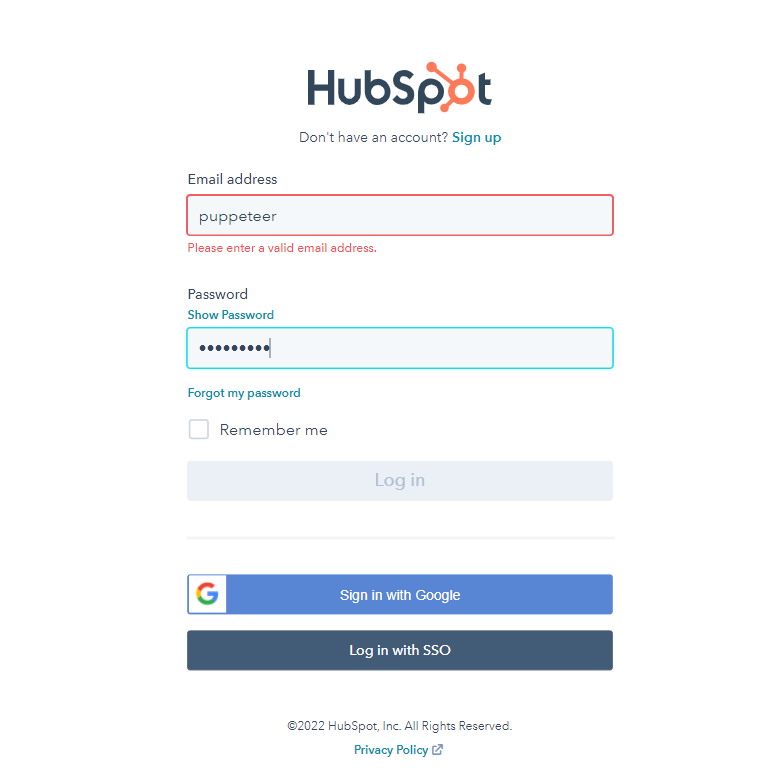 HubSpot
Don't have an account? Sign up
Email address
puppeteer
Please enter a valid email address.
Password
Show Password
•••••••••
Forgot my password
Remember me
Log in
Sign in with Google
Log in with SSO
©2022 HubSpot, Inc. All Rights Reserved.
Privacy Policy